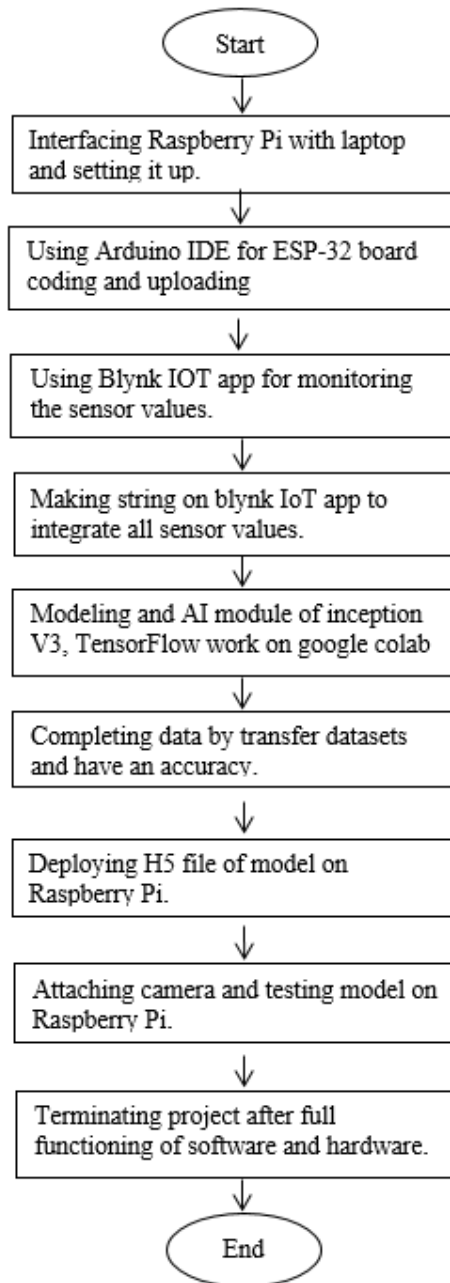 Start
Interfacing Raspberry Pi with laptop
and setting it up.
Using Arduino IDE for ESP-32 board
coding and uploading
Using Blynk IOT app for monitoring
the sensor values.
Making string on blynk IoT app to
integrate all sensor values.
Modeling and AI module of inception
V3, TensorFlow work on google colab
Completing data by transfer datasets
and have an accuracy.
Deploying H5 file of model on
Raspberry Pi.
Attaching camera and testing model on
Raspberry Pi.
Terminating project after full
functioning of software and hardware.
End